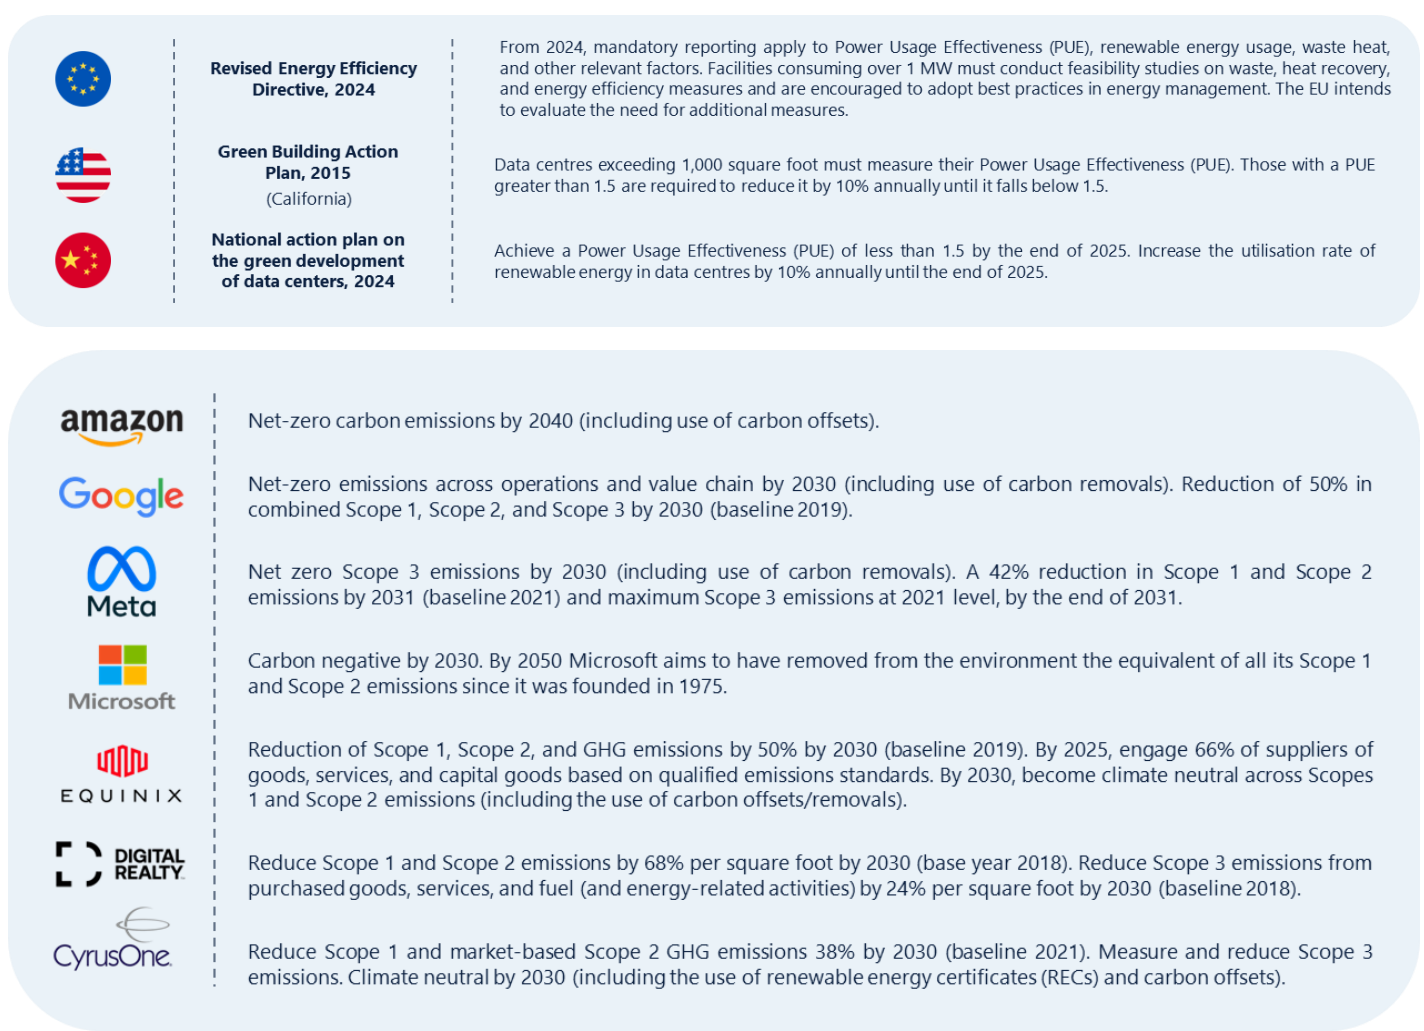 Revised Energy Efficiency
Directive, 2024
From 2024, mandatory reporting apply to Power Usage Effectiveness (PUE), renewable energy usage, waste heat,
and other relevant factors. Facilities consuming over 1 MW must conduct feasibility studies on waste, heat recovery,
and energy efficiency measures and are encouraged to adopt best practices in energy management. The EU intends
to evaluate the need for additional measures.
Green Building Action
Plan, 2015
(California)
Data centres exceeding 1,000 square foot must measure their Power Usage Effectiveness (PUE). Those with a PUE
greater than 1.5 are required to reduce it by 10% annually until it falls below 1.5.
National action plan on
the green development
of data centers, 2024
Achieve a Power Usage Effectiveness (PUE) of less than 1.5 by the end of 2025. Increase the utilisation rate of
renewable energy in data centres by 10% annually until the end of 2025.
amazon
Net-zero carbon emissions by 2040 (including use of carbon offsets).
Google
Net-zero emissions across operations and value chain by 2030 (including use of carbon removals). Reduction of 50% in
combined Scope 1, Scope 2, and Scope 3 by 2030 (baseline 2019).
Meta
Net zero Scope 3 emissions by 2030 (including use of carbon removals). A 42% reduction in Scope 1 and Scope 2
emissions by 2031 (baseline 2021) and maximum Scope 3 emissions at 2021 level, by the end of 2031.
Microsoft
Carbon negative by 2030. By 2050 Microsoft aims to have removed from the environment the equivalent of all its Scope 1
and Scope 2 emissions since it was founded in 1975.
EQUINIX
Reduction of Scope 1, Scope 2, and GHG emissions by 50% by 2030 (baseline 2019). By 2025, engage 66% of suppliers of
goods, services, and capital goods based on qualified emissions standards. By 2030, become climate neutral across Scopes
1 and Scope 2 emissions (including the use of carbon offsets/removals).
DIGITAL
REALTY
Reduce Scope 1 and Scope 2 emissions by 68% per square foot by 2030 (base year 2018). Reduce Scope 3 emissions from
purchased goods, services, and fuel (and energy-related activities) by 24% per square foot by 2030 (baseline 2018).
CyrusOne
Reduce Scope 1 and market-based Scope 2 GHG emissions 38% by 2030 (baseline 2021). Measure and reduce Scope 3
emissions. Climate neutral by 2030 (including the use of renewable energy certificates (RECs) and carbon offsets).